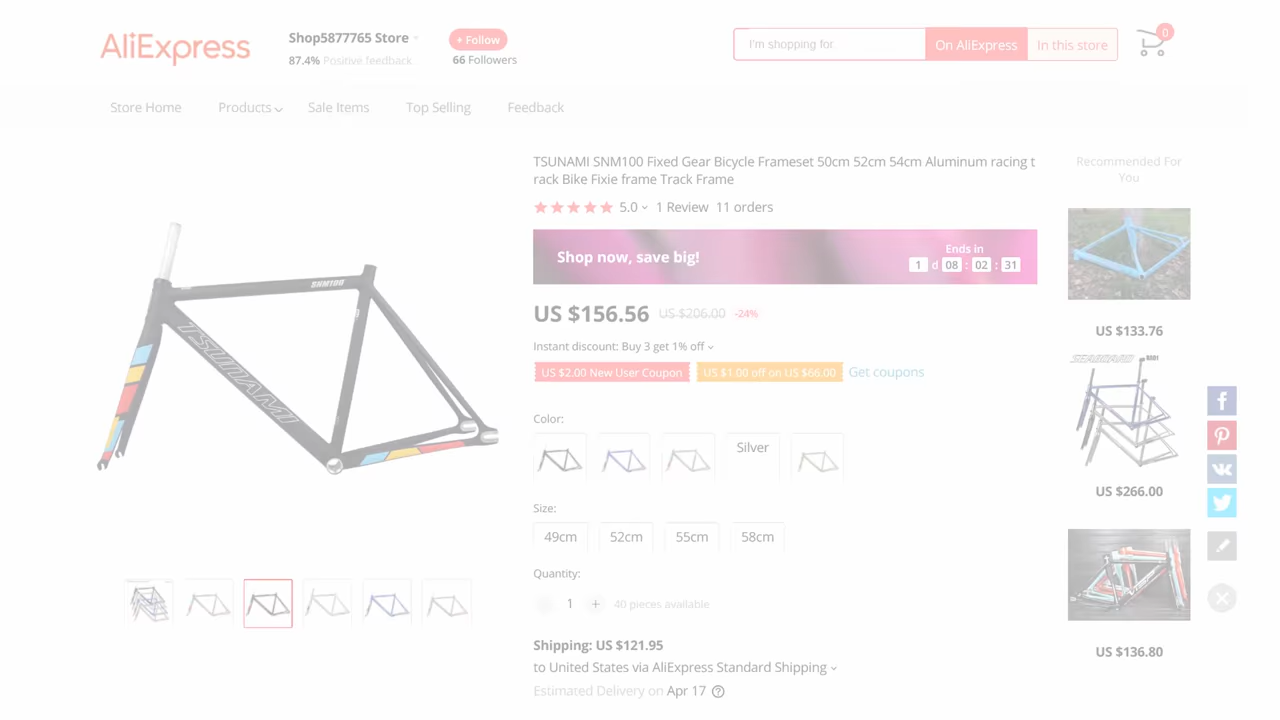 AliExpress
Shop5877765 Store
+ Follow
87.4% Positive feedback
66 Followers
I'm shopping for
On AliExpress
In this store
0
Store Home
Products
Sale Items
Top Selling
Feedback
TSUNAMI SNM100 Fixed Gear Bicycle Frameset 50cm 52cm 54cm Aluminum racing t
rack Bike Fixie frame Track Frame
5.0
1 Review
11 orders
Shop now, save big!
Ends in
1 d 08 : 02 : 31
US $156.56
US $206.00
-24%
Instant discount: Buy 3 get 1% off
US $2.00 New User Coupon
US $1.00 off on US $66.00
Get coupons
Color:
Silver
Size:
49cm
52cm
55cm
58cm
Quantity:
1
+
40 pieces available
Shipping: US $121.95
to United States via AliExpress Standard Shipping
Estimated Delivery on Apr 17
SNM100
TSUNAMI
Recommended For
You
US $133.76
US $266.00
US $136.80